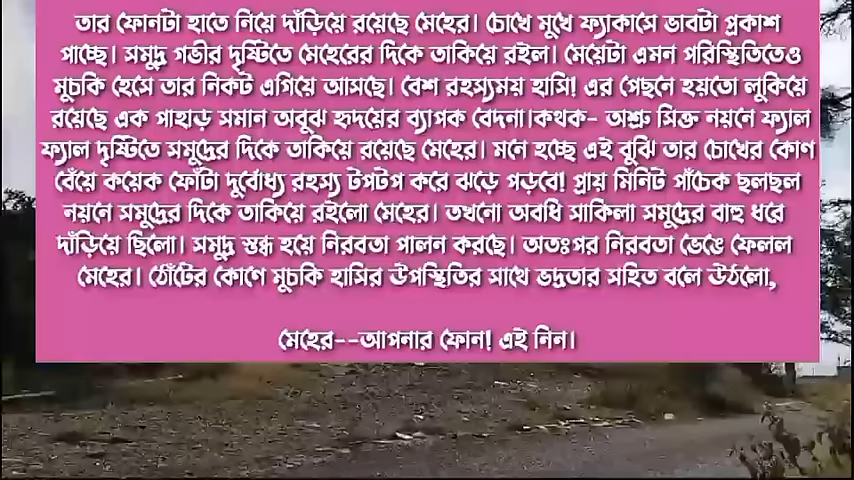 তার ফোনটা হাতে নিয়ে দাঁড়িয়ে রয়েছে মেহের। চোখে মুখে ফ্যাকাসে ভাবটা প্রকাশ
পাচ্ছে। সমুদ্র গভীর দৃষ্টিতে মেহেরের দিকে তাকিয়ে রইল। মেয়েটা এমন পরিস্থিতিতেও
মুচকি হেসে তার নিকট এগিয়ে আসছে। বেশ রহস্যময় হাসি! এর পেছনে হয়তো লুকিয়ে
রয়েছে এক পাহাড় সমান অবুঝ হৃদয়ের ব্যাপক বেদনা।কথক- অশ্রু সিক্ত নয়নে ফ্যাল
ফ্যাল দৃষ্টিতে সমুদ্রের দিকে তাকিয়ে রয়েছে মেহের। মনে হচ্ছে এই বুঝি তার চোখের কোণ
বেঁয়ে কয়েক ফোঁটা দুর্বোধ্য রহস্য টপটপ করে ঝড়ে পড়বে! প্রায় মিনিট পাঁচেক ছলছল
নয়নে সমুদ্রের দিকে তাকিয়ে রইলো মেহের। তখনো অবধি সাকিলা সমুদ্রের বাহু ধরে
দাঁড়িয়ে ছিলো। সমুদ্র স্তব্ধ হয়ে নিরবতা পালন করছে। অতঃপর নিরবতা ভেঙে ফেলল
মেহের। ঠোঁটের কোণে মুচকি হাসির উপস্থিতির সাথে ভদ্রতার সহিত বলে উঠলো,
মেহের--আপনার ফোন! এই নিন।